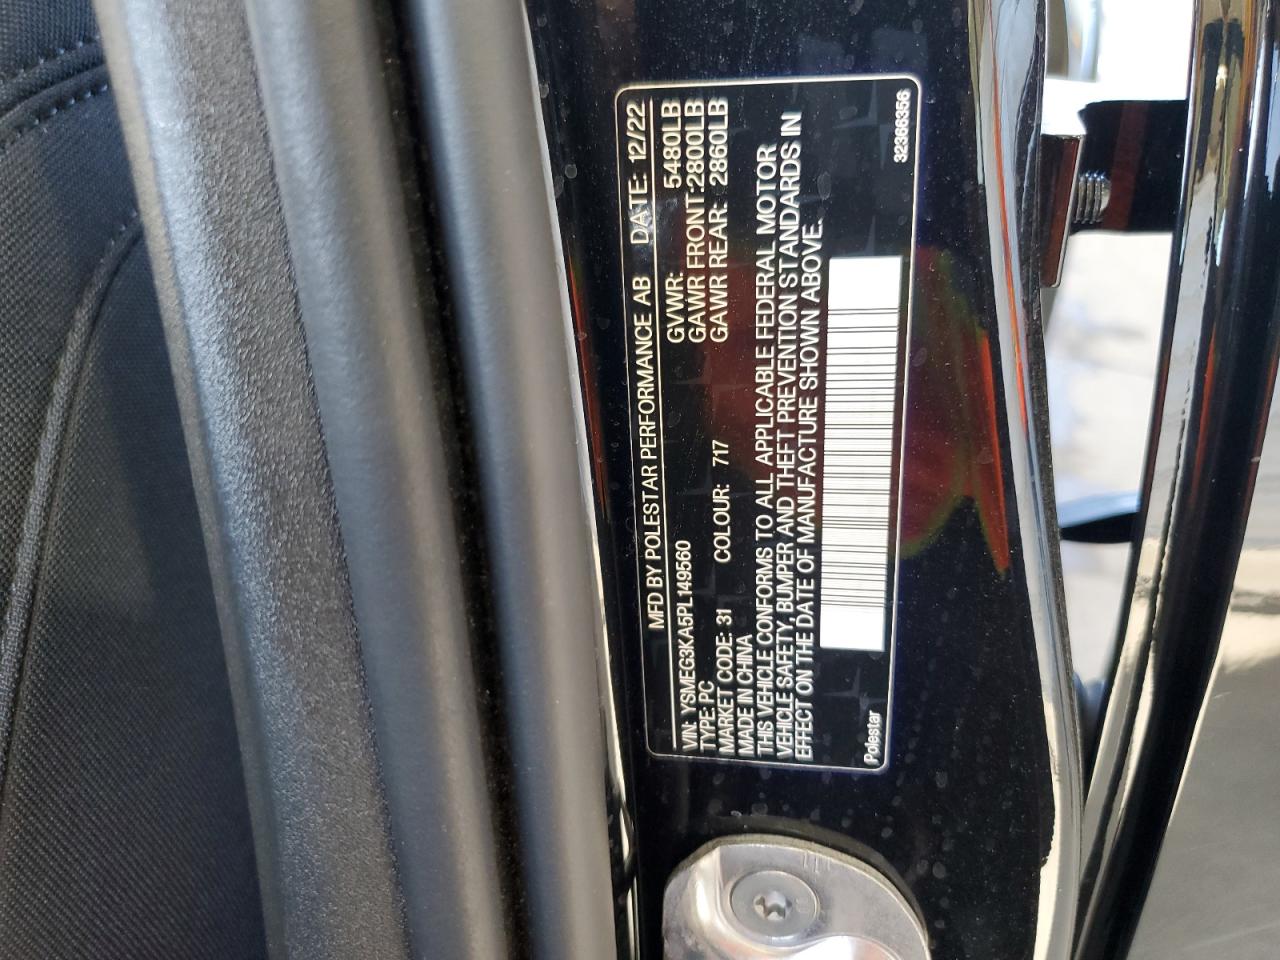 MFD BY POLESTAR PERFORMANCE AB DATE: 12/22
VIN: YSMEG3KA5PL149560 GVWR: 5480LB
TYPE: PC GAWR FRONT:2800LB
MARKET CODE: 31 COLOUR: 717 GAWR REAR: 2860LB
MADE IN CHINA
THIS VEHICLE CONFORMS TO ALL APPLICABLE FEDERAL MOTOR
VEHICLE SAFETY, BUMPER AND THEFT PREVENTION STANDARDS IN
EFFECT ON THE DATE OF MANUFACTURE SHOWN ABOVE.
Polestar 32366356